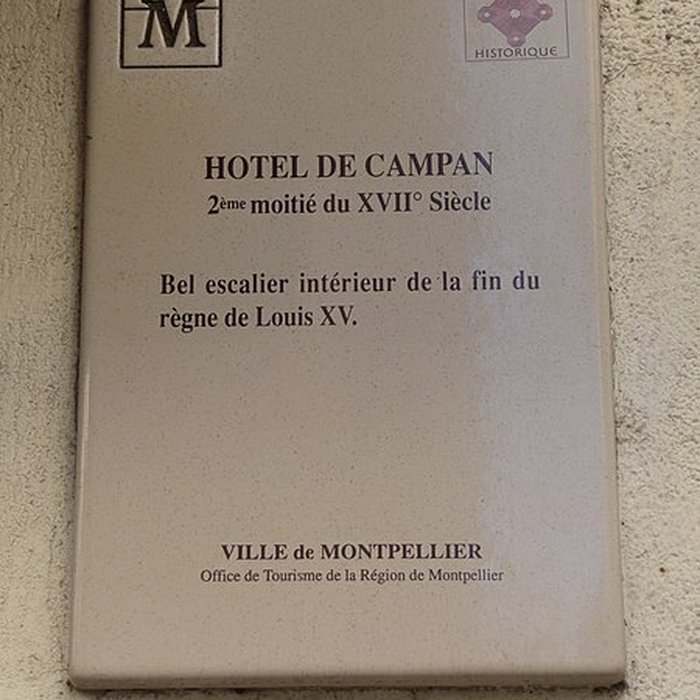 M
HISTORIQUE
HOTEL DE CAMPAN
2ème moitié du XVII° Siècle
Bel escalier intérieur de la fin du
règne de Louis XV.
VILLE de MONTPELLIER
Office de Tourisme de la Région de Montpellier